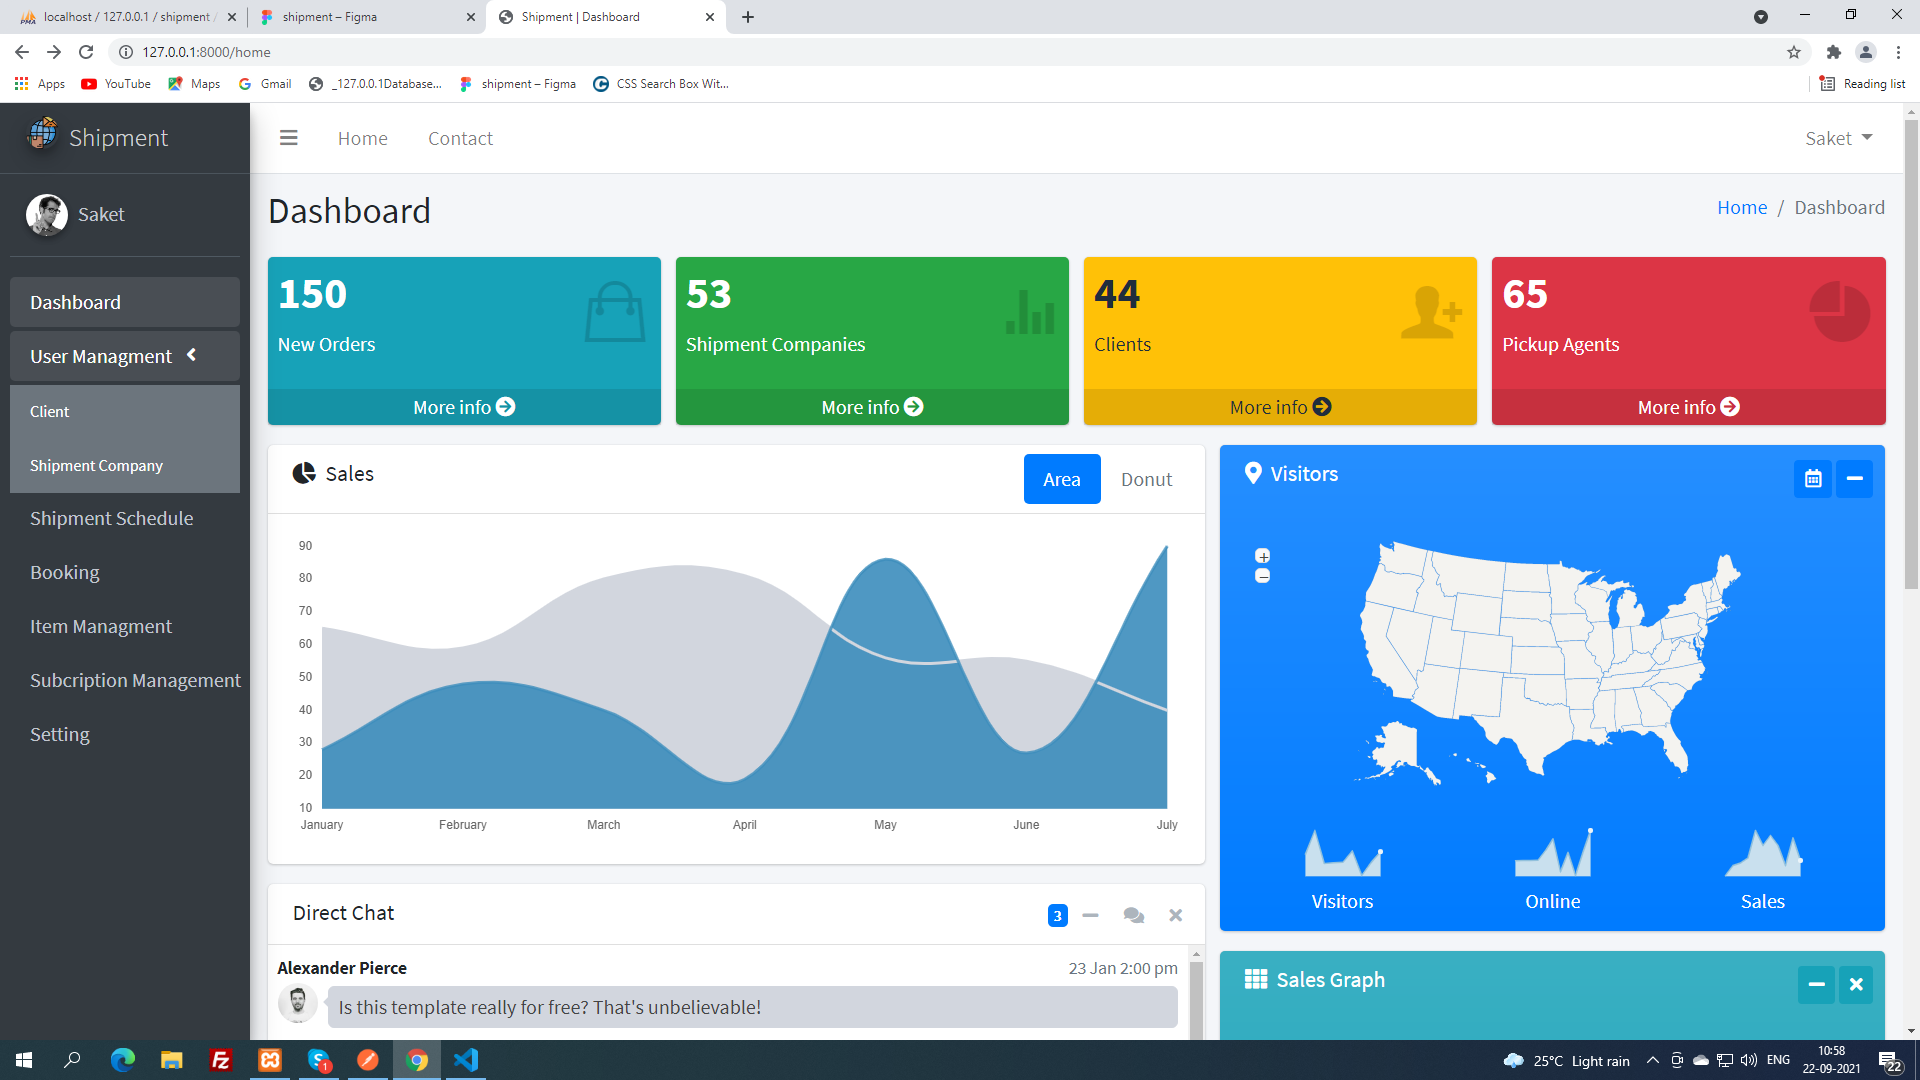 localhost / 127.0.0.1 / shipment /
shipment – Figma
Shipment | Dashboard
127.0.0.1:8000/home
Apps
YouTube
Maps
Gmail
_127.0.0.1Database...
shipment – Figma
CSS Search Box Wit...
Reading list
Shipment
Home
Contact
Saket
Saket
Dashboard
Home / Dashboard
Dashboard
User Managment
Client
Shipment Company
Shipment Schedule
Booking
Item Managment
Subcription Management
Setting
150
New Orders
More info
53
Shipment Companies
More info
44
Clients
More info
65
Pickup Agents
More info
Sales
Area
Donut
90
80
70
60
50
40
30
20
10
January
February
March
April
May
June
July
Visitors
+
−
Visitors
Online
Sales
Direct Chat
3
Alexander Pierce
23 Jan 2:00 pm
Is this template really for free? That's unbelievable!
Sales Graph
25°C Light rain
ENG
10:58
22-09-2021
22
1